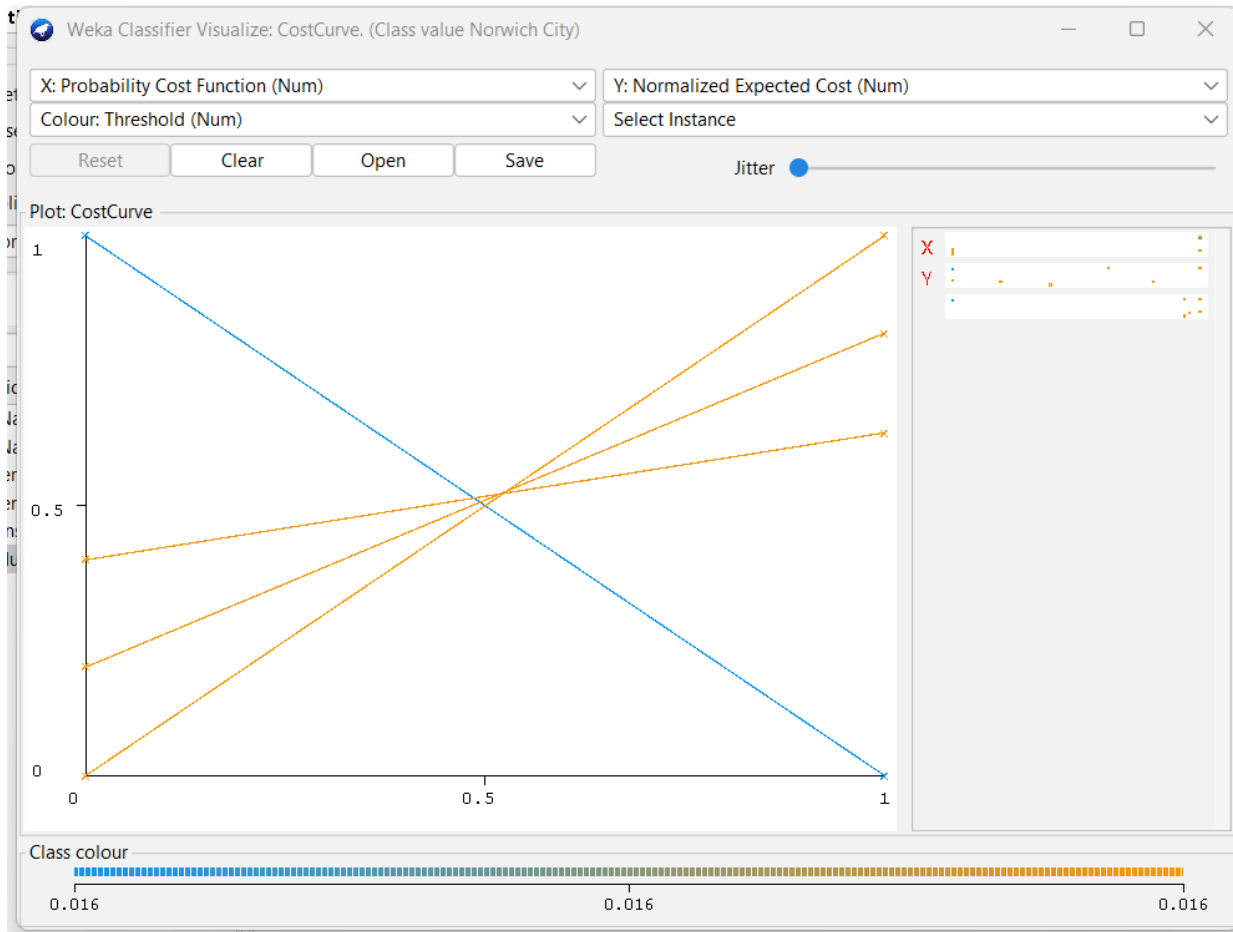 Weka Classifier Visualize: CostCurve. (Class value Norwich City)
X: Probability Cost Function (Num)
Y: Normalized Expected Cost (Num)
Colour: Threshold (Num)
Select Instance
Reset
Clear
Open
Save
Jitter
Plot: CostCurve
1
X
Y
0.5
0
0
0.5
1
Class colour
0.016
0.016
0.016